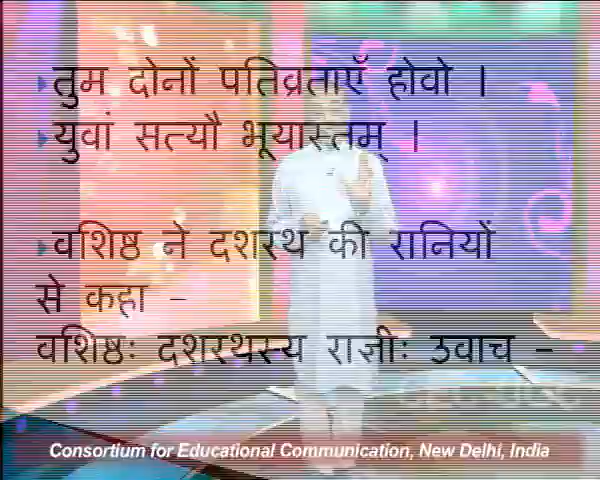 तुम दोनों पतिव्रताएँ होवो ।
युवां सत्यौ भूयास्तम् ।
वशिष्ठ ने दशरथ की रानियों
से कहा –
वशिष्ठः दशरथस्य राज्ञीः उवाच –
Consortium for Educational Communication, New Delhi, India